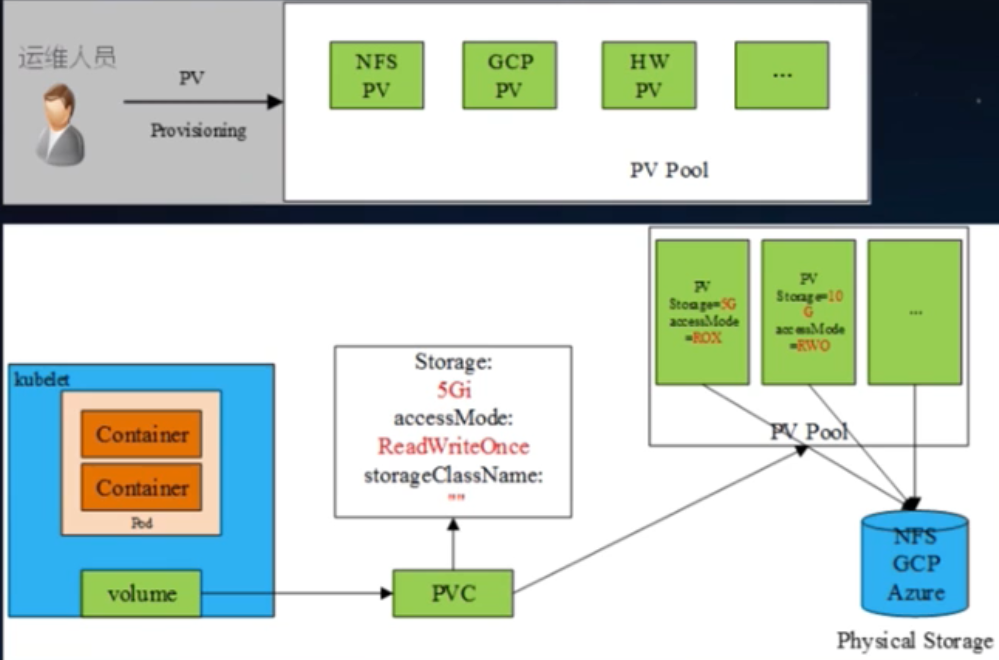 运维人员
PV
Provisioning
NFS
PV
GCP
PV
HW
PV
...
PV Pool
PV
Storage=5G
accessMode
=ROX
PV
Storage=10
G
accessMode
=RWO
...
PV Pool
kubelet
Container
Container
Pod
volume
Storage:
5Gi
accessMode:
ReadWriteOnce
storageClassName:
""
PVC
NFS
GCP
Azure
Physical Storage